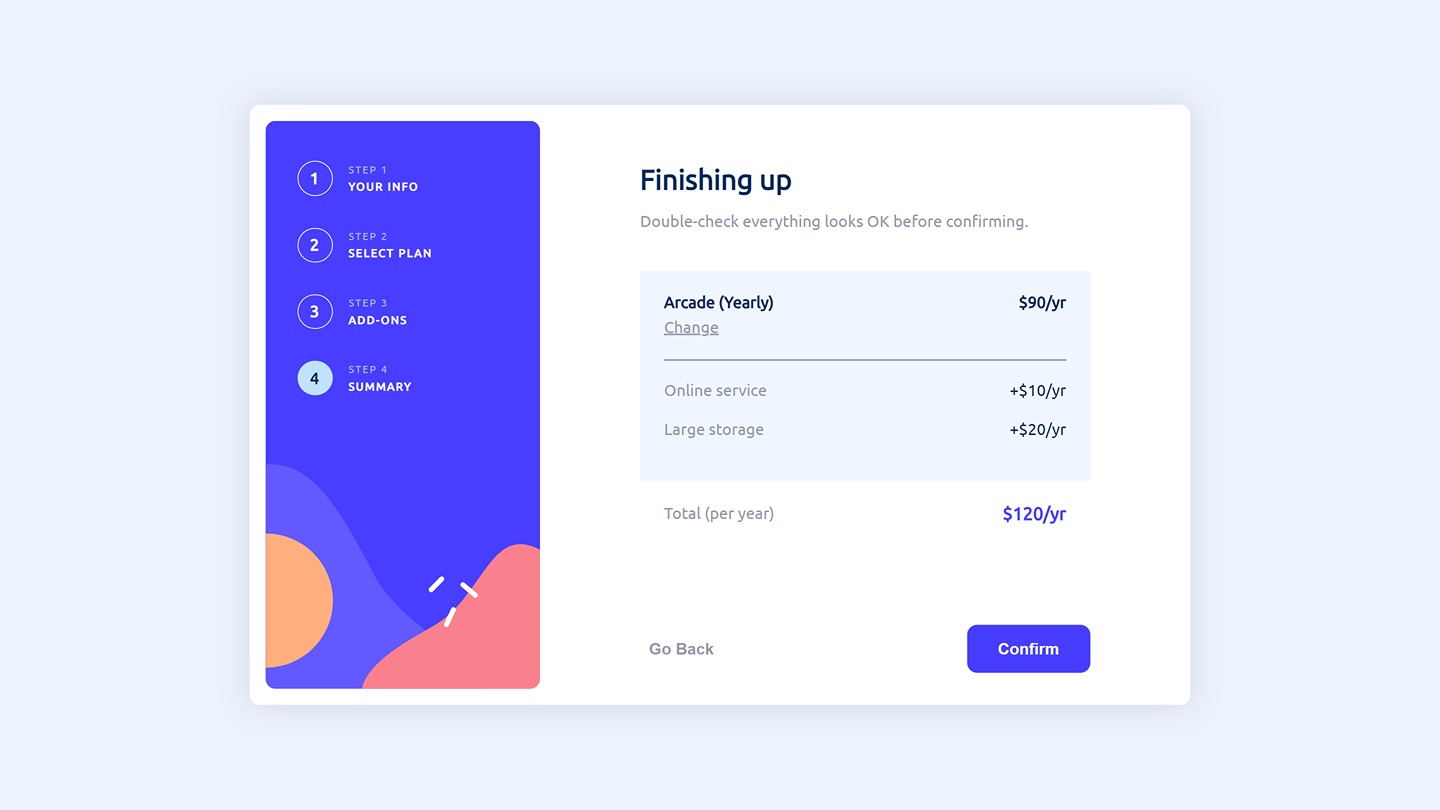 1
STEP 1
YOUR INFO
2
STEP 2
SELECT PLAN
3
STEP 3
ADD-ONS
4
STEP 4
SUMMARY
Finishing up
Double-check everything looks OK before confirming.
Arcade (Yearly) $90/yr
Change
Online service +$10/yr
Large storage +$20/yr
Total (per year) $120/yr
Go Back Confirm